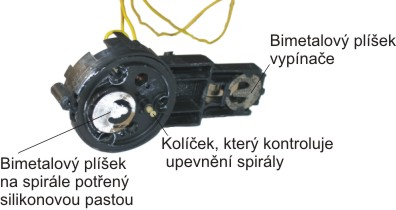 Bimetalový plíšek
vypínače
Kolíček, který kontroluje
upevnění spirály
Bimetalový plíšek
na spirále potřený
silikonovou pastou